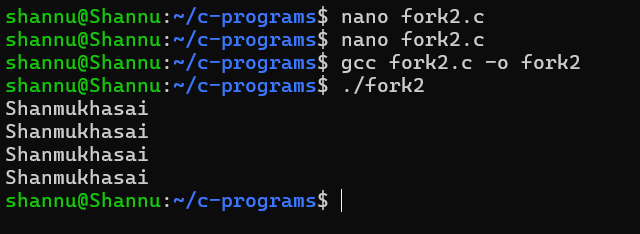 shannu@Shannu:~/c-programs$ nano fork2.c
shannu@Shannu:~/c-programs$ nano fork2.c
shannu@Shannu:~/c-programs$ gcc fork2.c -o fork2
shannu@Shannu:~/c-programs$ ./fork2
Shanmukhasai
Shanmukhasai
Shanmukhasai
Shanmukhasai
shannu@Shannu:~/c-programs$